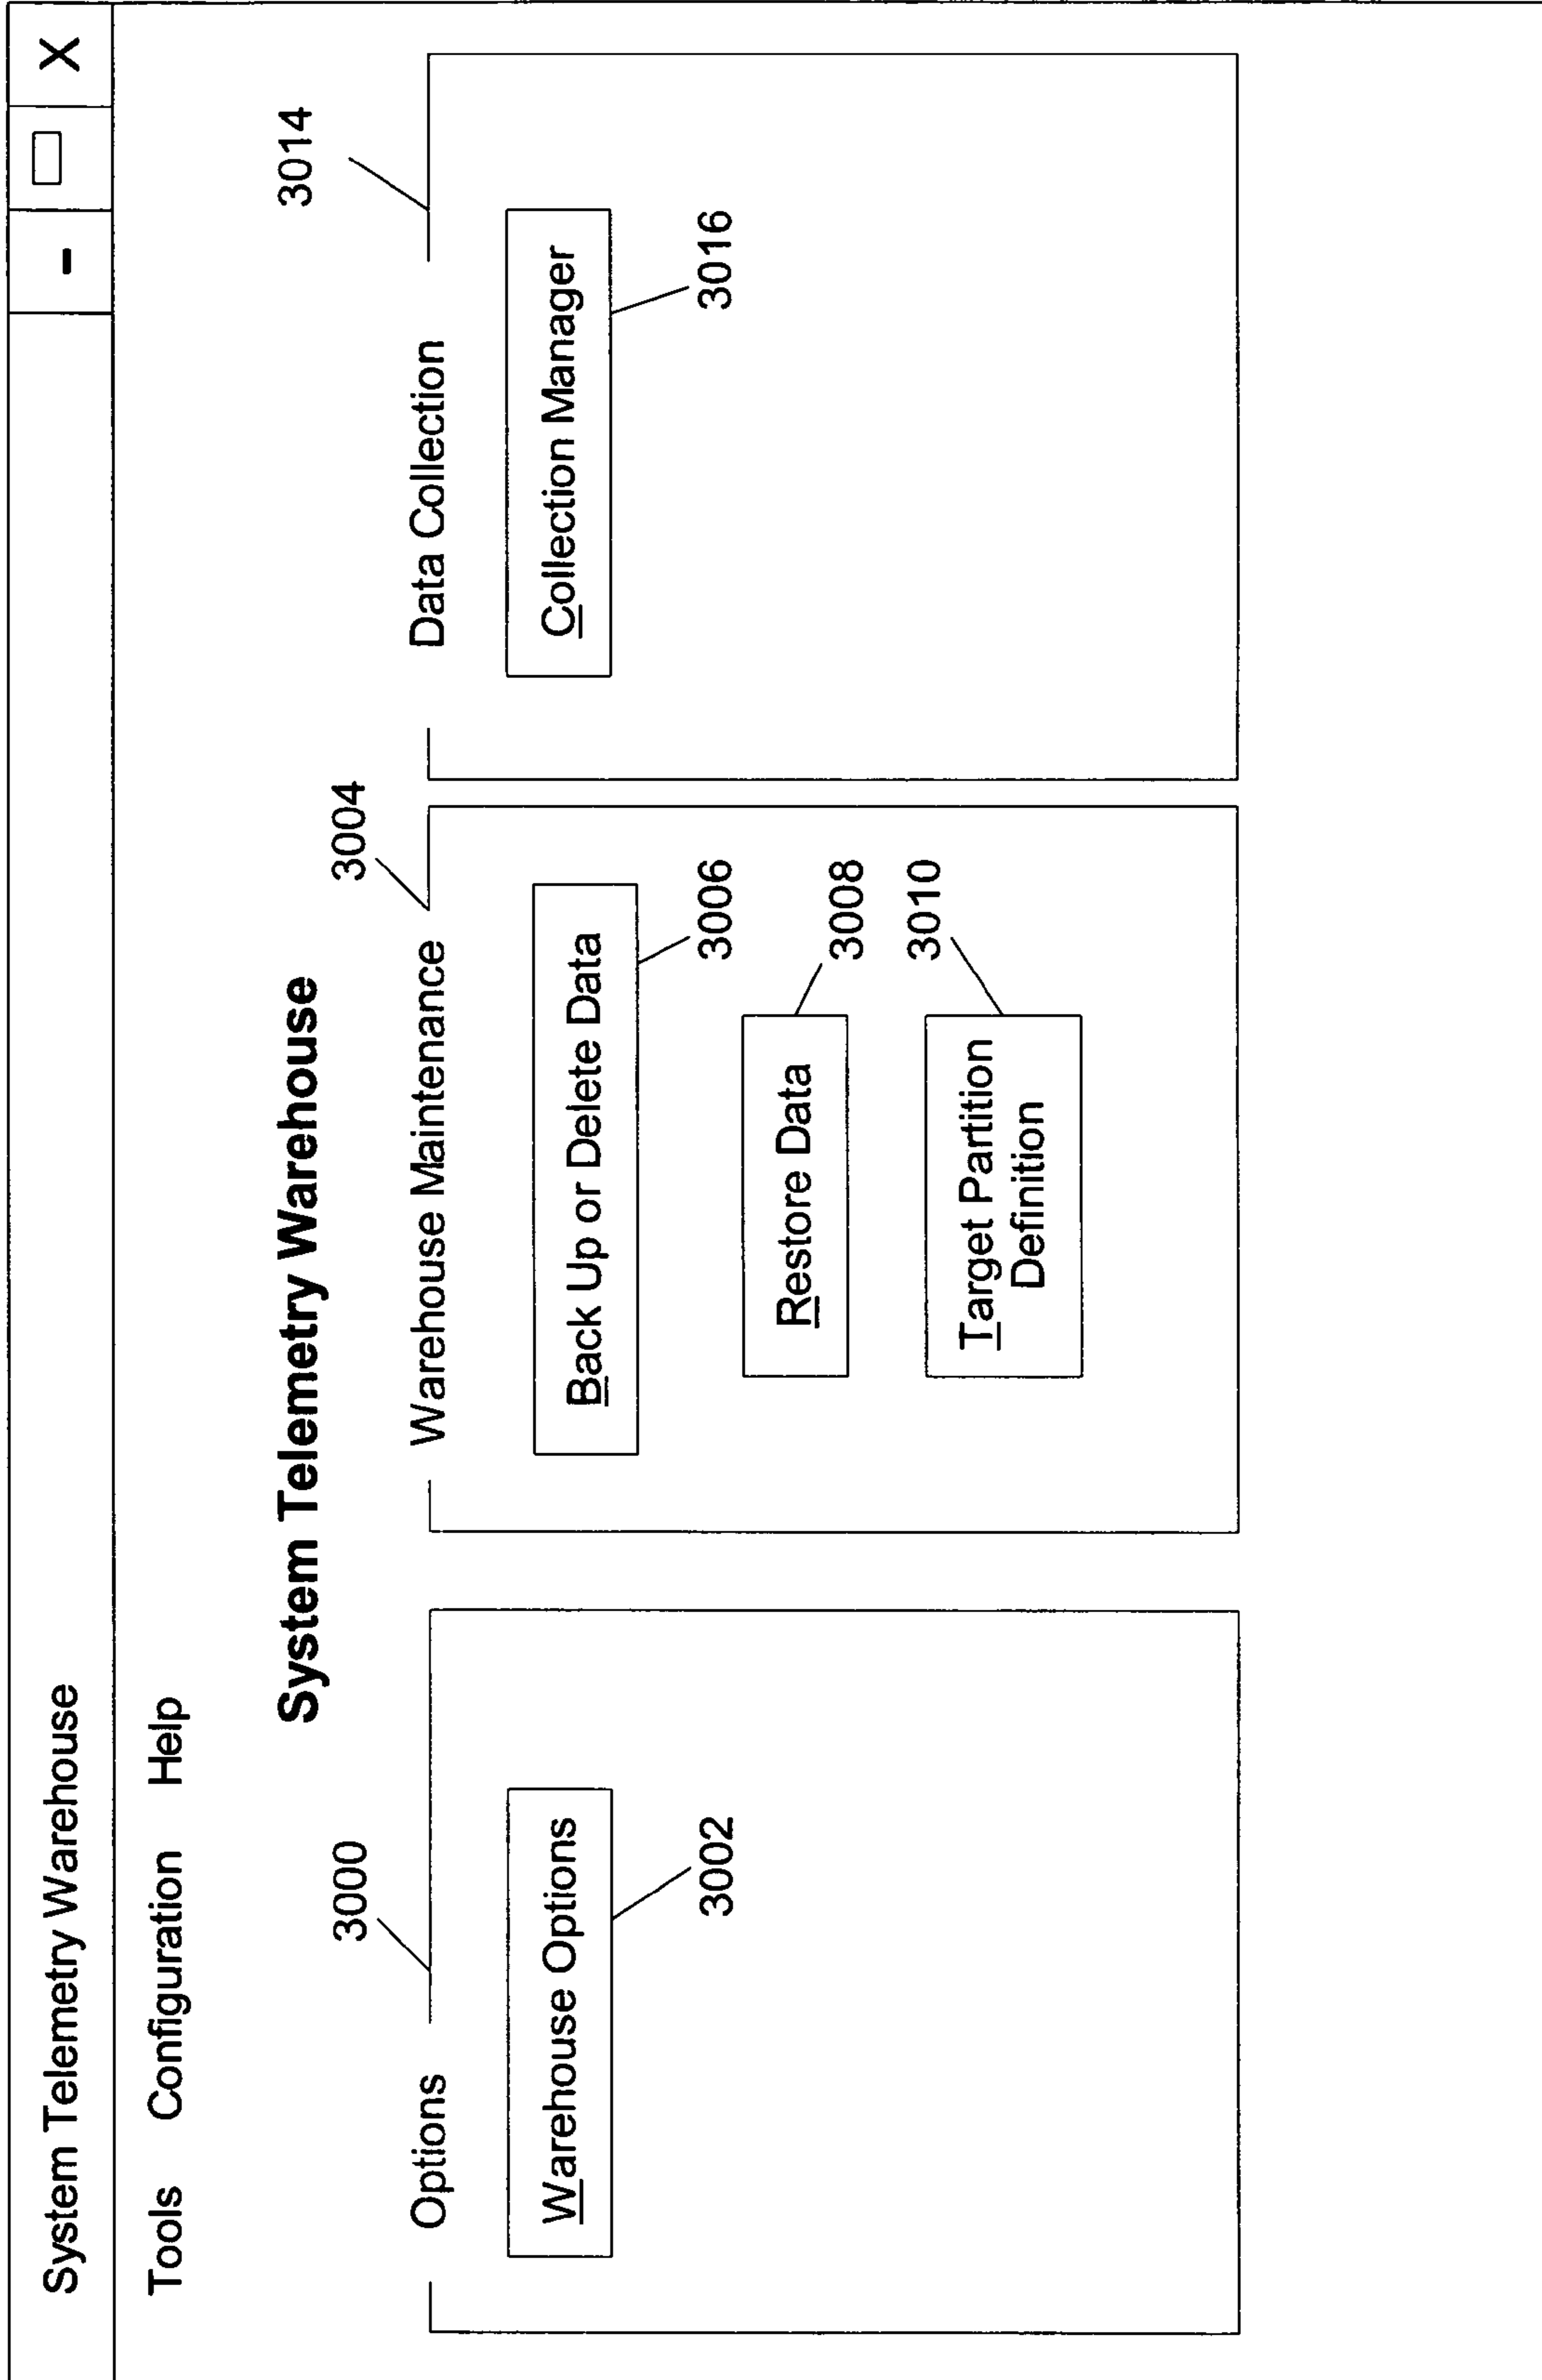 System Telemetry Warehouse
- X
Tools Configuration Help
System Telemetry Warehouse
3000
3004
3014
Options
Warehouse Maintenance
Data Collection
Warehouse Options
3002
Back Up or Delete Data
3006
Restore Data
3008
Target Partition
Definition
3010
Collection Manager
3016